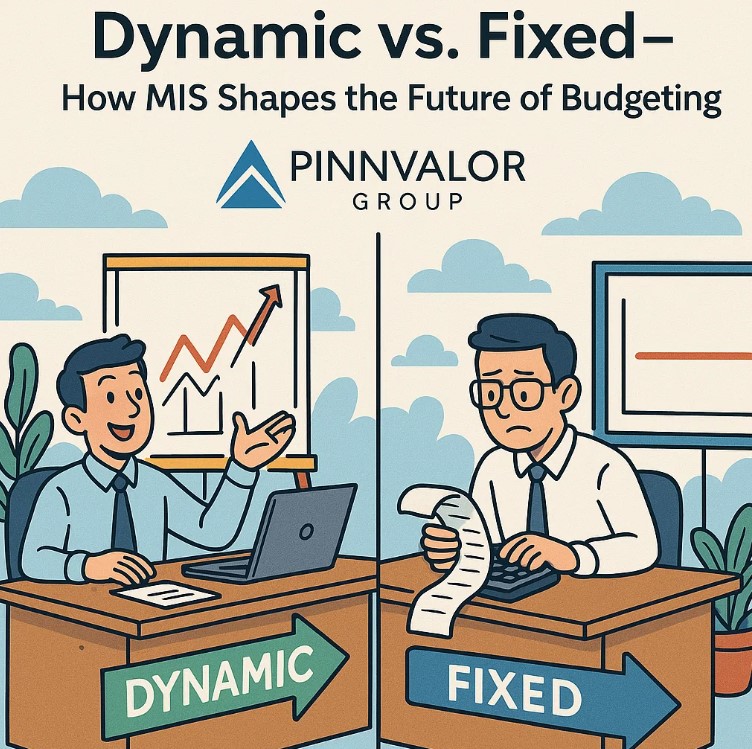 Dynamic vs. Fixed–
How MIS Shapes the Future of Budgeting
PINNVALOR
GROUP
DYNAMIC
FIXED